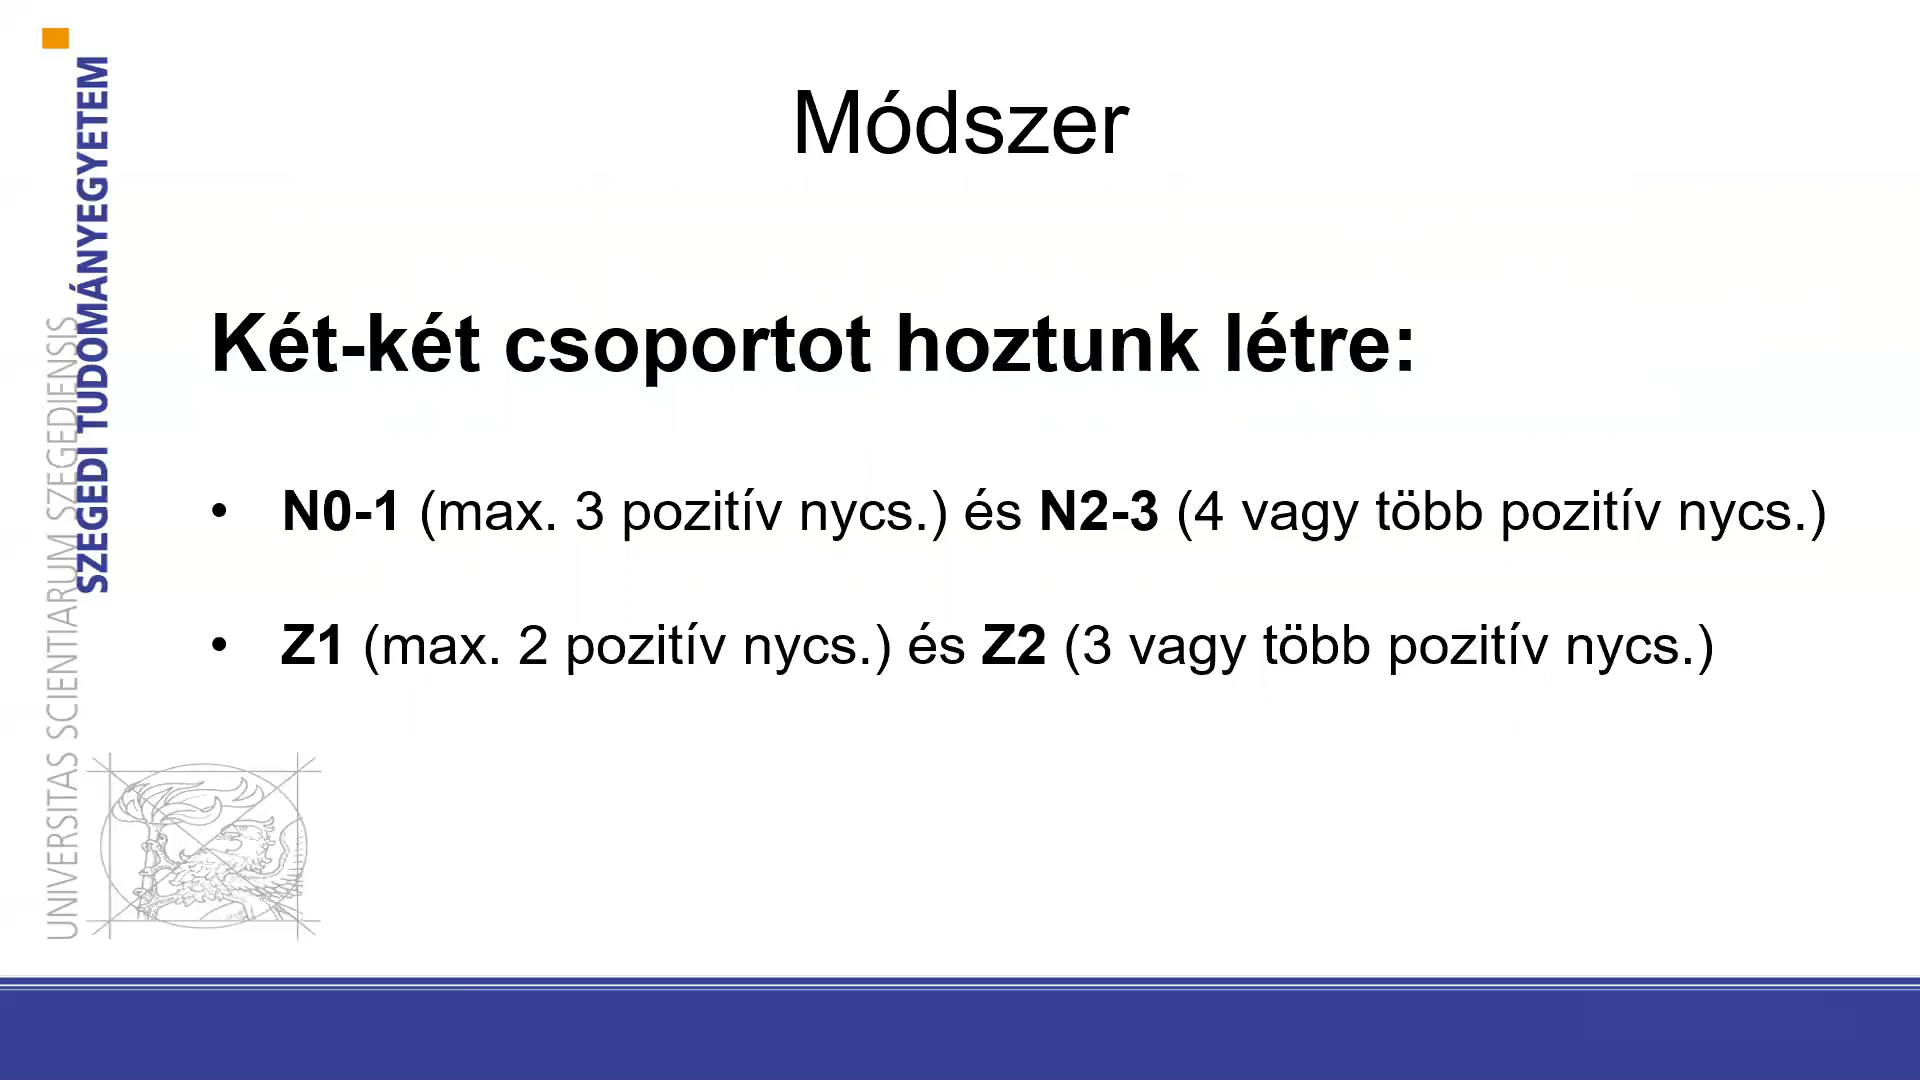 SZEGEDI TUDOMÁNYEGYETEM
UNIVERSITAS SCIENTIARUM SZEGEDIENSIS
Módszer
Két-két csoportot hoztunk létre:
• N0-1 (max. 3 pozitív nycs.) és N2-3 (4 vagy több pozitív nycs.)
• Z1 (max. 2 pozitív nycs.) és Z2 (3 vagy több pozitív nycs.)